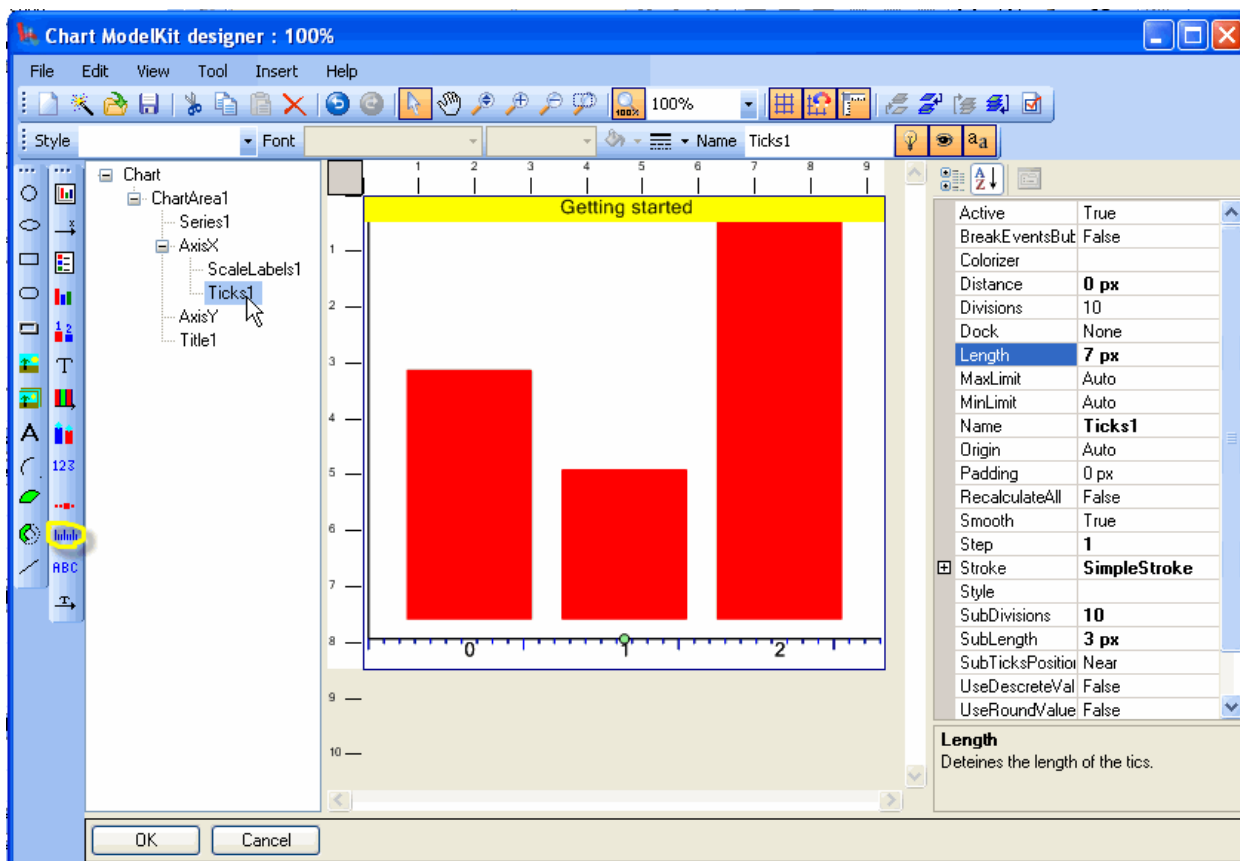 Chart ModelKit designer : 100%
File Edit View Tool Insert Help
100% 100%
Style Font Name Ticks1 aa
Chart
ChartArea1
Series1
AxisX
ScaleLabels1
Ticks1
AxisY
Title1
1 2
T
A
123
ABC
T
1 2 3 4 5 6 7 8 9
Getting started
1
2
3
4
5
6
7
8
9
10
0 1 2
A Z
Active True
BreakEventsBub False
Colorizer
Distance 0 px
Divisions 10
Dock None
Length 7 px
MaxLimit Auto
MinLimit Auto
Name Ticks1
Origin Auto
Padding 0 px
RecalculateAll False
Smooth True
Step 1
Stroke SimpleStroke
Style
SubDivisions 10
SubLength 3 px
SubTicksPosition Near
UseDescreteVal False
UseRoundValue False
Length
Deteines the length of the tics.
OK Cancel